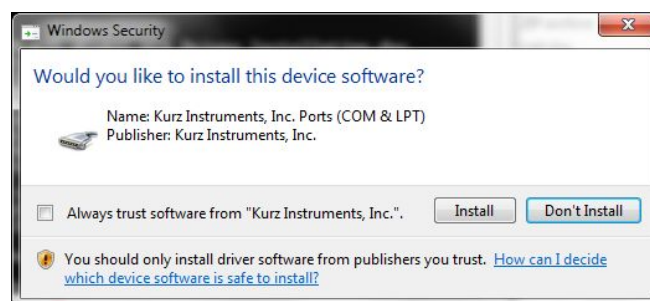 Windows Security
Would you like to install this device software?
Name: Kurz Instruments, Inc. Ports (COM & LPT)
Publisher: Kurz Instruments, Inc.
Always trust software from "Kurz Instruments, Inc.".
Install
Don't Install
You should only install driver software from publishers you trust. How can I decide
which device software is safe to install?